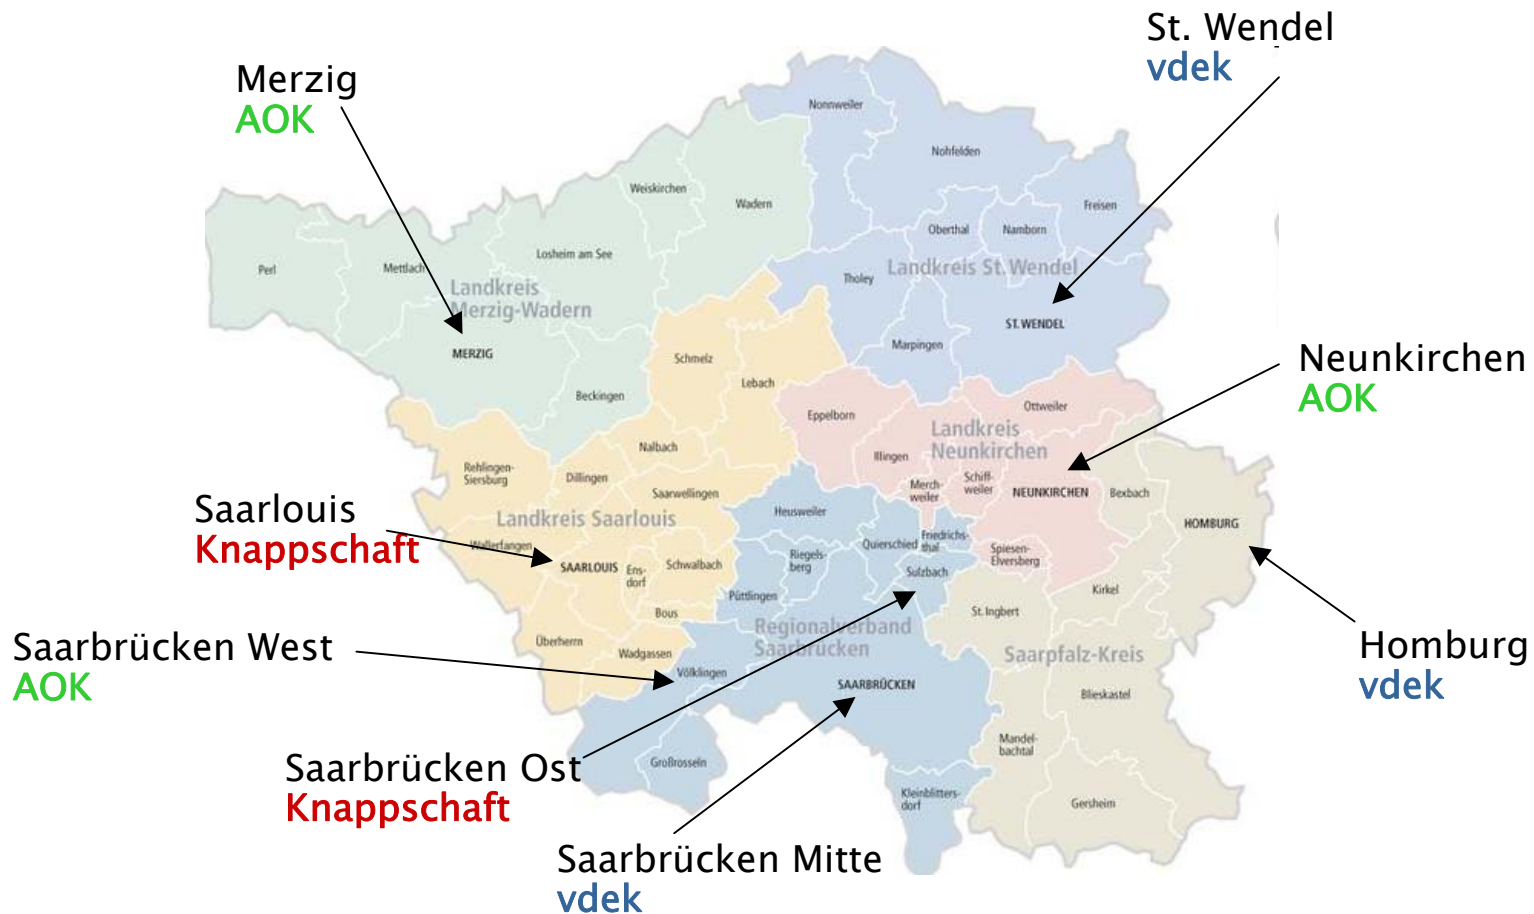 St. Wendel
vdek
Merzig
AOK
Nonnweiler
Nohfelden
Weiskirchen
Wadern
Freisen
Oberthal
Namborn
Losheim am See
Perl
Mettlach
Landkreis St. Wendel
Tholey
Landkreis
Merzig-Wadern
ST. WENDEL
Marpingen
MERZIG
Schmelz
Neunkirchen
AOK
Lebach
Beckingen
Ottweiler
Eppelborn
Landkreis
Neunkirchen
Nalbach
Illingen
Rehlingen-
Siersburg
Dillingen
Merch-
weiler
Schiff-
weiler
NEUNKIRCHEN
Bexbach
Saarwellingen
Saarlouis
Knappschaft
Heusweiler
Landkreis Saarlouis
HOMBURG
Wallerfangen
Quierschied
Friedrichs-
thal
Riegels-
berg
Spiesen-
Elversberg
SAARLOUIS
Ens-
dorf
Schwalbach
Sulzbach
Kirkel
Püttlingen
Bous
St. Ingbert
Regionalverband
Saarbrücken
Überherrn
Wadgassen
Saarbrücken West
AOK
Saarpfalz-Kreis
Homburg
vdek
Völklingen
SAARBRÜCKEN
Blieskastel
Mandel-
bachtal
Großrosseln
Saarbrücken Ost
Knappschaft
Kleinblitters-
dorf
Gersheim
Saarbrücken Mitte
vdek